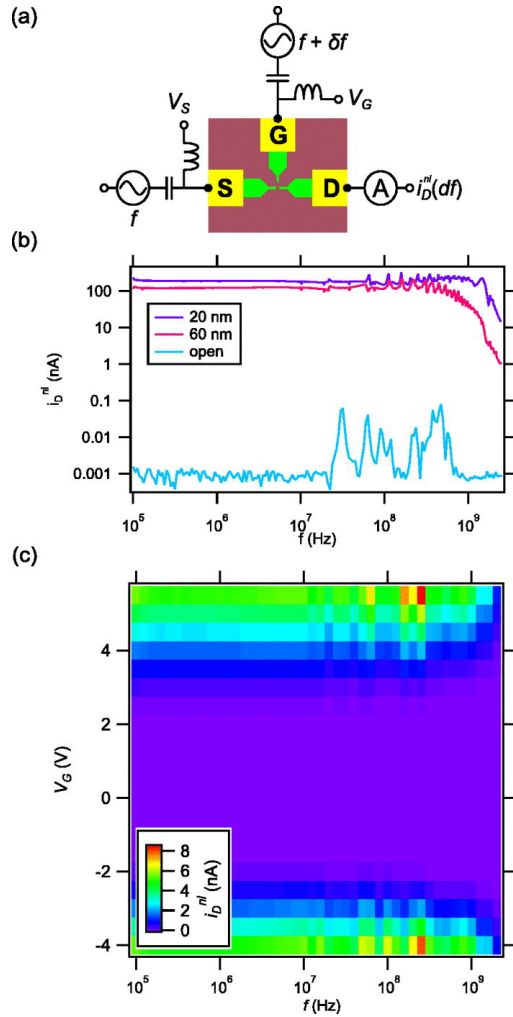 (a)
f + δf
V_G
V_S
G
S
D
A
i_D^nl(df)
f
(b)
100
10
1
0.1
0.01
0.001
i_D^nl (nA)
20 nm
60 nm
open
10^5
10^6
10^7
10^8
10^9
f (Hz)
(c)
4
2
0
-2
-4
V_G (V)
8
6
4
2
0
i_D^nl (nA)
10^5
10^6
10^7
10^8
10^9
f (Hz)